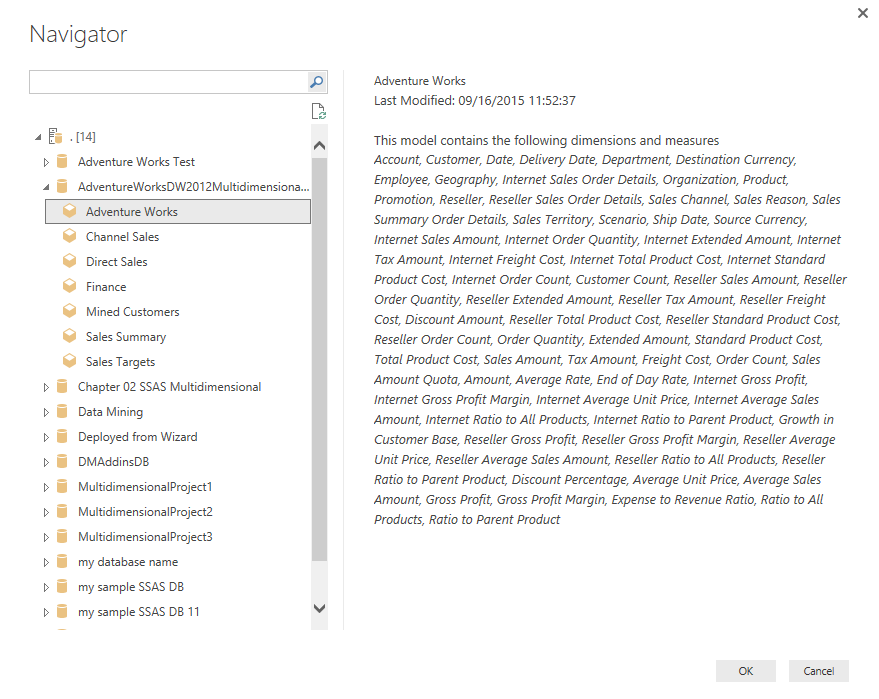 Navigator
. [14]
Adventure Works Test
AdventureWorksDW2012Multidimensiona...
Adventure Works
Channel Sales
Direct Sales
Finance
Mined Customers
Sales Summary
Sales Targets
Chapter 02 SSAS Multidimensional
Data Mining
Deployed from Wizard
DMAddinsDB
MultidimensionalProject1
MultidimensionalProject2
MultidimensionalProject3
my database name
my sample SSAS DB
my sample SSAS DB 11
Adventure Works
Last Modified: 09/16/2015 11:52:37
This model contains the following dimensions and measures
Account, Customer, Date, Delivery Date, Department, Destination Currency,
Employee, Geography, Internet Sales Order Details, Organization, Product,
Promotion, Reseller, Reseller Sales Order Details, Sales Channel, Sales Reason, Sales
Summary Order Details, Sales Territory, Scenario, Ship Date, Source Currency,
Internet Sales Amount, Internet Order Quantity, Internet Extended Amount, Internet
Tax Amount, Internet Freight Cost, Internet Total Product Cost, Internet Standard
Product Cost, Internet Order Count, Customer Count, Reseller Sales Amount, Reseller
Order Quantity, Reseller Extended Amount, Reseller Tax Amount, Reseller Freight
Cost, Discount Amount, Reseller Total Product Cost, Reseller Standard Product Cost,
Reseller Order Count, Order Quantity, Extended Amount, Standard Product Cost,
Total Product Cost, Sales Amount, Tax Amount, Freight Cost, Order Count, Sales
Amount Quota, Amount, Average Rate, End of Day Rate, Internet Gross Profit,
Internet Gross Profit Margin, Internet Average Unit Price, Internet Average Sales
Amount, Internet Ratio to All Products, Internet Ratio to Parent Product, Growth in
Customer Base, Reseller Gross Profit, Reseller Gross Profit Margin, Reseller Average
Unit Price, Reseller Average Sales Amount, Reseller Ratio to All Products, Reseller
Ratio to Parent Product, Discount Percentage, Average Unit Price, Average Sales
Amount, Gross Profit, Gross Profit Margin, Expense to Revenue Ratio, Ratio to All
Products, Ratio to Parent Product
OK
Cancel